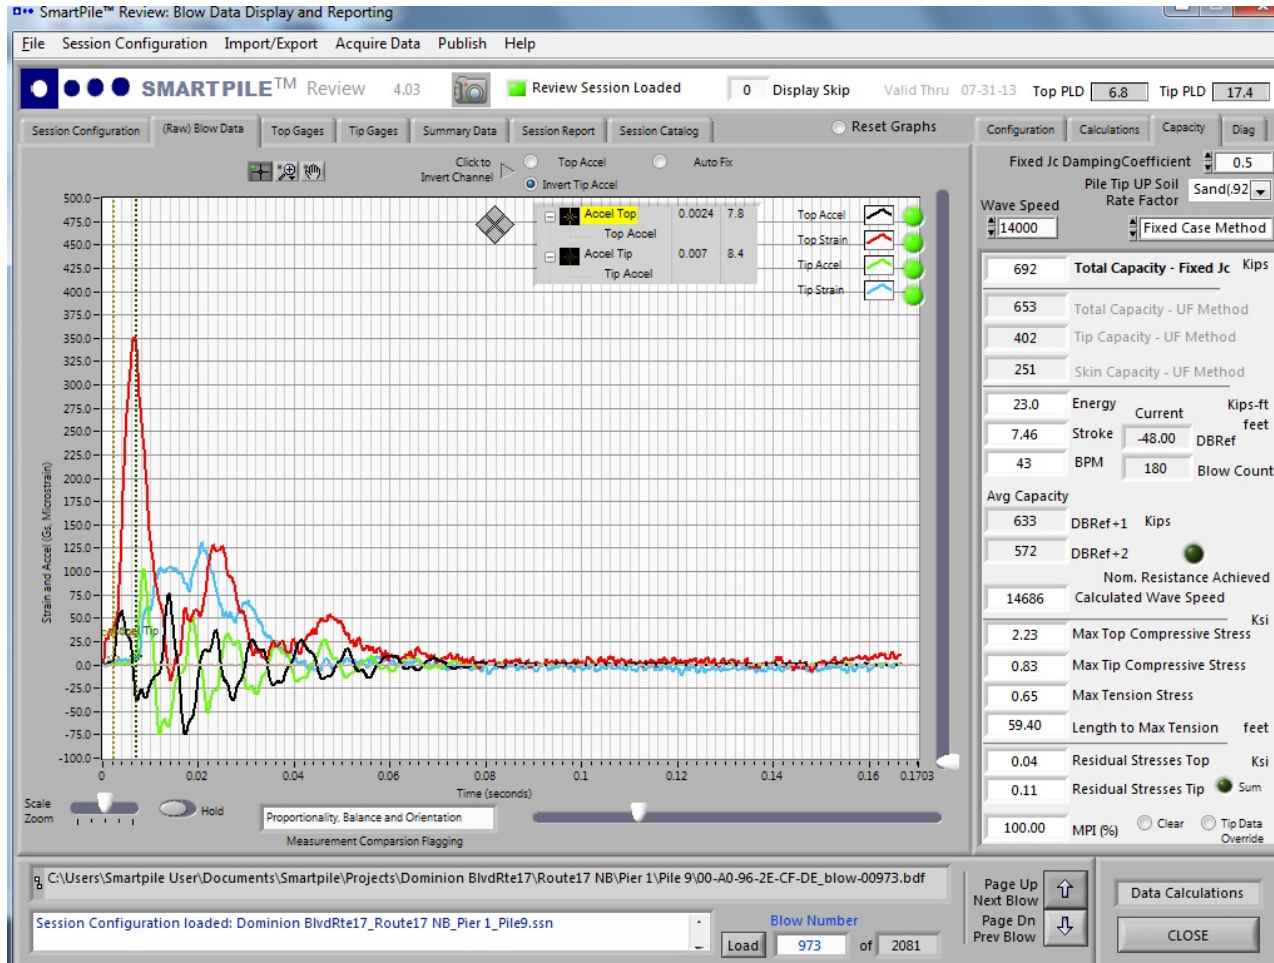 SmartPile™ Review: Blow Data Display and Reporting
File Session Configuration Import/Export Acquire Data Publish Help
SMARTPILE™ Review 4.03 Review Session Loaded 0 Display Skip Valid Thru 07-31-13 Top PLD 6.8 Tip PLD 17.4
Session Configuration (Raw) Blow Data Top Gages Tip Gages Summary Data Session Report Session Catalog Reset Graphs
Click to Invert Channel
Top Accel Auto Fix
Invert Tip Accel
Accel Top 0.0024 7.8
Top Accel
Accel Tip 0.007 8.4
Tip Accel
Top Accel
Top Strain
Tip Accel
Tip Strain
500.0
475.0
450.0
425.0
400.0
375.0
350.0
325.0
300.0
275.0
250.0
225.0
200.0
175.0
150.0
125.0
100.0
75.0
50.0
25.0
0.0
-25.0
-50.0
-75.0
-100.0
Strain and Accel (Gs, Microstrain)
Tip
0 0.02 0.04 0.06 0.08 0.1 0.12 0.14 0.16 0.1703
Time (seconds)
Scale Zoom
Hold
Proportionality, Balance and Orientation
Measurement Comparsion Flagging
Configuration Calculations Capacity Diag
Fixed Jc DampingCoefficient 0.5
Pile Tip UP Soil Rate Factor Sand(.92
Wave Speed
14000 Fixed Case Method
692 Total Capacity - Fixed Jc Kips
653 Total Capacity - UF Method
402 Tip Capacity - UF Method
251 Skin Capacity - UF Method
23.0 Energy Kips-ft
Current
7.46 Stroke feet
-48.00 DBRef
43 BPM 180 Blow Count
Avg Capacity
633 DBRef+1 Kips
572 DBRef+2
Nom. Resistance Achieved
14686 Calculated Wave Speed
Ksi
2.23 Max Top Compressive Stress
0.83 Max Tip Compressive Stress
0.65 Max Tension Stress
59.40 Length to Max Tension feet
0.04 Residual Stresses Top Ksi
0.11 Residual Stresses Tip Sum
100.00 MPI (%) Clear Tip Data Override
C:\Users\Smartpile User\Documents\Smartpile\Projects\Dominion BlvdRte17\Route17 NB\Pier 1\Pile 9\00-A0-96-2E-CF-DE_blow-00973.bdf
Session Configuration loaded: Dominion BlvdRte17_Route17 NB_Pier 1_Pile9.ssn
Blow Number
Load 973 of 2081
Page Up
Next Blow
Page Dn
Prev Blow
Data Calculations
CLOSE